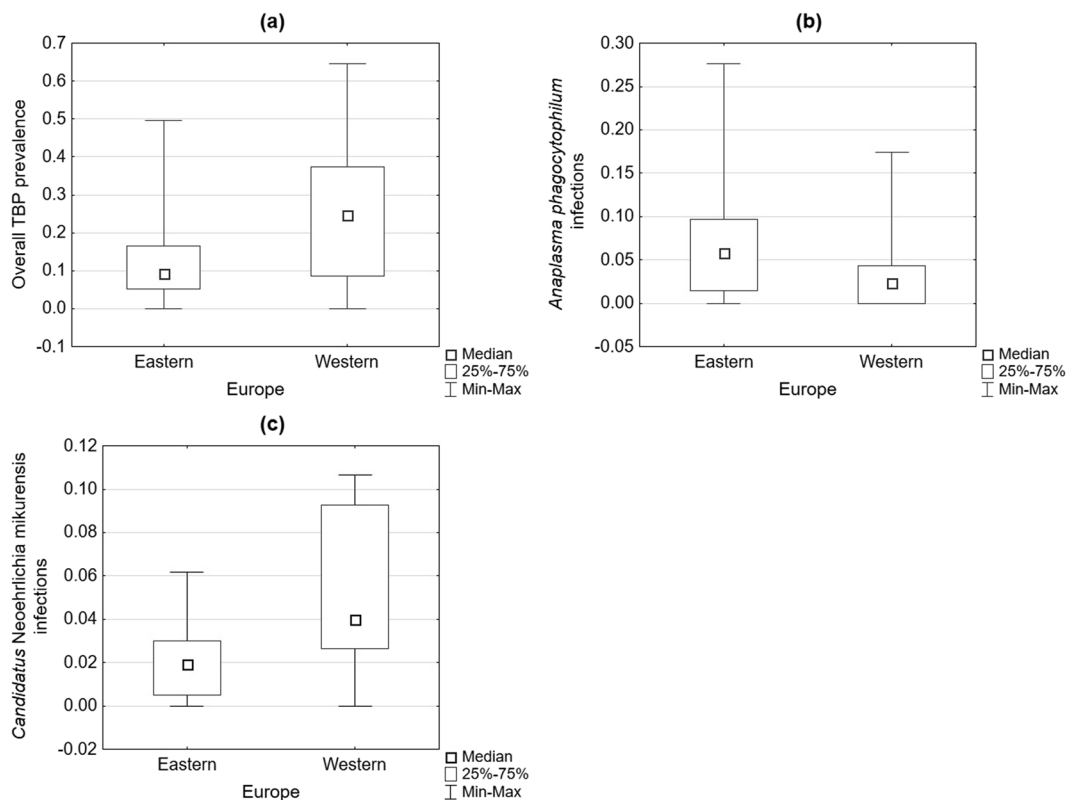 (a)
Overall TBP prevalence
0.7
0.6
0.5
0.4
0.3
0.2
0.1
0.0
-0.1
Eastern Western
Europe
Median
25%-75%
Min-Max
(b)
Anaplasma phagocytophilum
infections
0.30
0.25
0.20
0.15
0.10
0.05
0.00
-0.05
Eastern Western
Europe
Median
25%-75%
Min-Max
(c)
Candidatus Neoehrlichia mikurensis
infections
0.12
0.10
0.08
0.06
0.04
0.02
0.00
-0.02
Eastern Western
Europe
Median
25%-75%
Min-Max